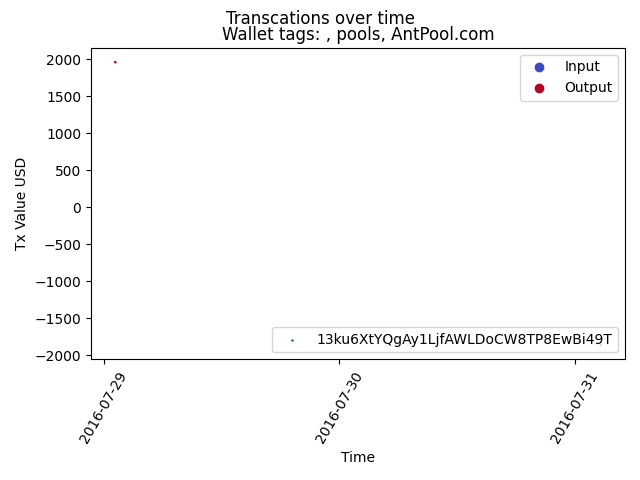 Transcations over time
Wallet tags: , pools, AntPool.com
Input
Output
2000
1500
1000
500
0
−500
−1000
−1500
−2000
Tx Value USD
13ku6XtYQgAy1LjfAWLDoCW8TP8EwBi49T
2016-07-29
2016-07-30
2016-07-31
Time